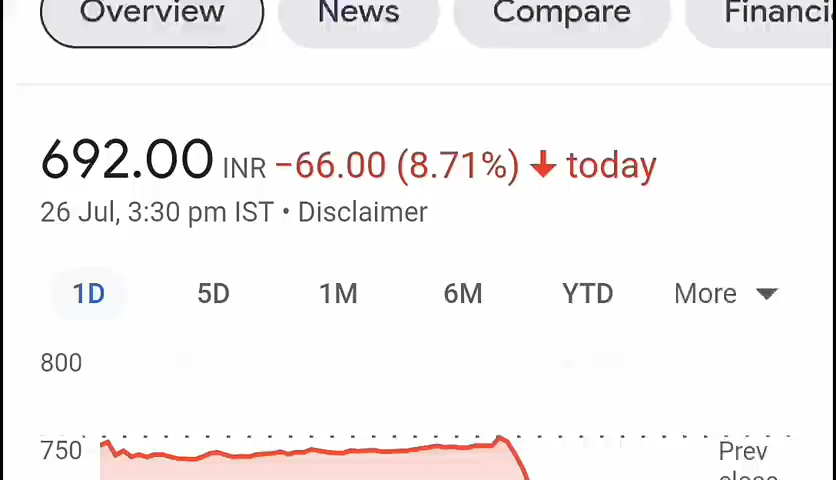 Overview News Compare
692.00 INR −66.00 (8.71%) ↓ today
26 Jul, 3:30 pm IST • Disclaimer
1D 5D 1M 6M YTD More
800
750
Prev
close